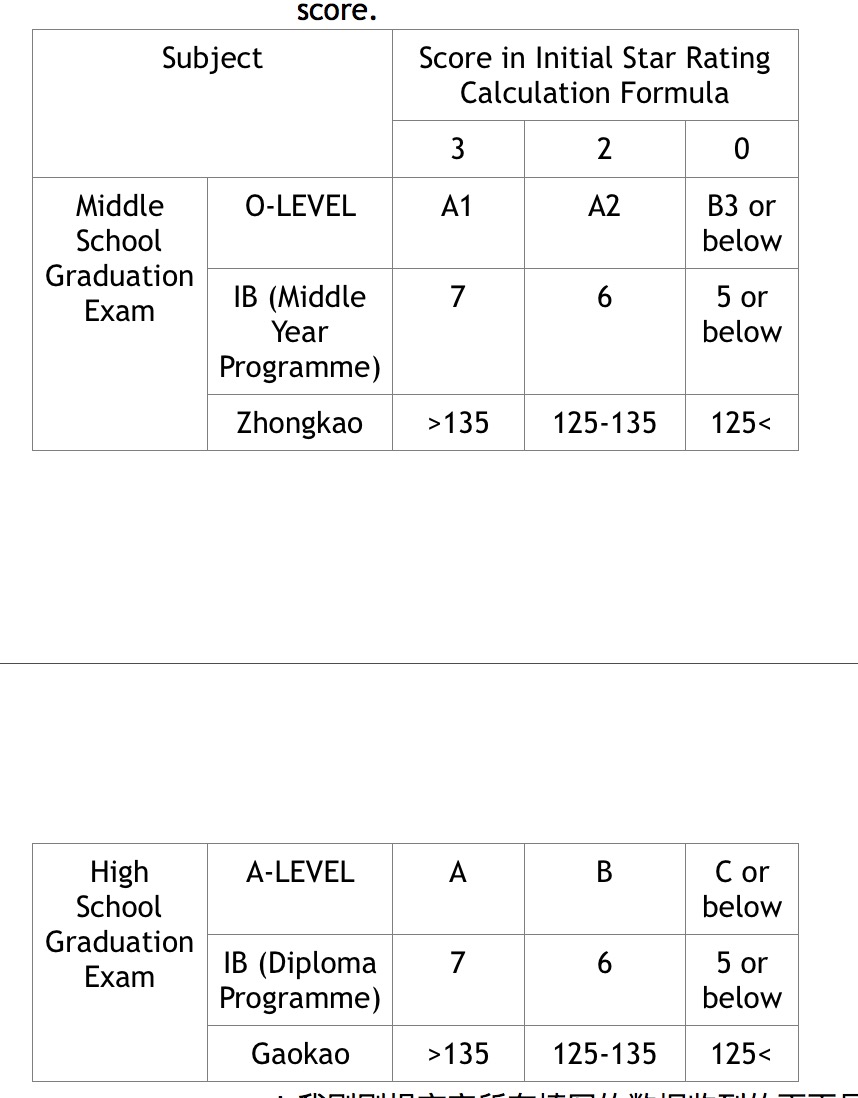 score.
Subject
Score in Initial Star Rating
Calculation Formula
3
2
0
Middle
School
Graduation
Exam
O-LEVEL
A1
A2
B3 or
below
IB (Middle
Year
Programme)
7
6
5 or
below
Zhongkao
>135
125-135
125<
High
School
Graduation
Exam
A-LEVEL
A
B
C or
below
IB (Diploma
Programme)
7
6
5 or
below
Gaokao
>135
125-135
125<